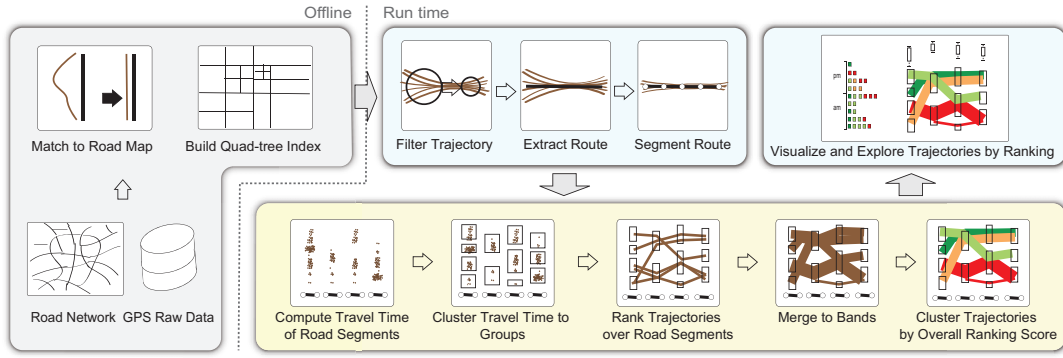 Offline
Run time
Match to Road Map
Build Quad-tree Index
Road Network
GPS Raw Data
Filter Trajectory
Extract Route
Segment Route
pm
am
Visualize and Explore Trajectories by Ranking
Compute Travel Time
of Road Segments
Cluster Travel Time to
Groups
Rank Trajectories
over Road Segments
Merge to Bands
Cluster Trajectories
by Overall Ranking Score